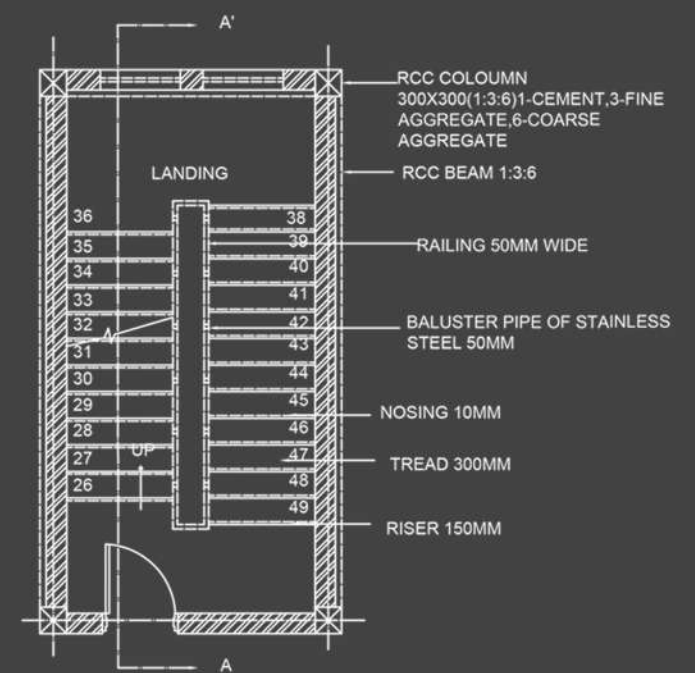 A'
RCC COLOUMN
300X300(1:3:6)1-CEMENT,3-FINE
AGGREGATE,6-COARSE
AGGREGATE
RCC BEAM 1:3:6
LANDING
36
35
34
33
32
31
30
29
28
27
26
UP
38
39
40
41
42
43
44
45
46
47
48
49
RAILING 50MM WIDE
BALUSTER PIPE OF STAINLESS
STEEL 50MM
NOSING 10MM
TREAD 300MM
RISER 150MM
A